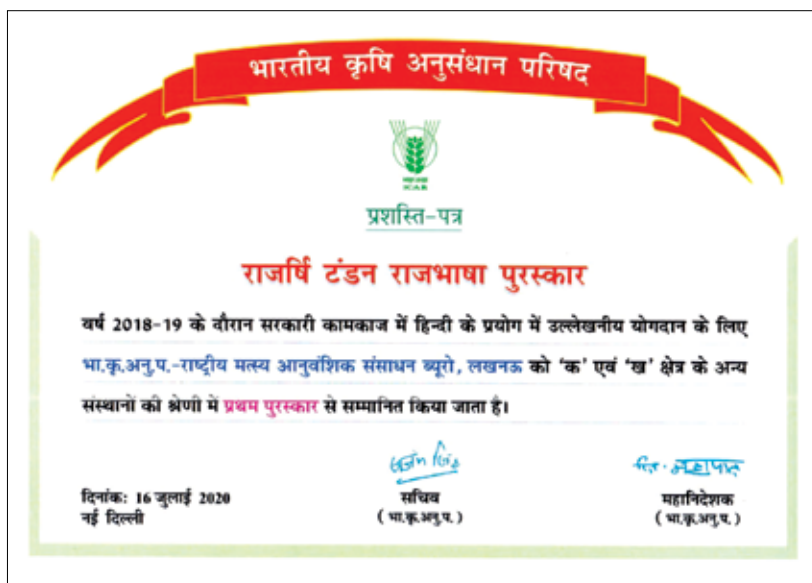 भारतीय कृषि अनुसंधान परिषद
ICAR
प्रशस्ति-पत्र
राजर्षि टंडन राजभाषा पुरस्कार
वर्ष 2018-19 के दौरान सरकारी कामकाज में हिन्दी के प्रयोग में उल्लेखनीय योगदान के लिए
भा.कृ.अनु.प.-राष्ट्रीय मत्स्य आनुवंशिक संसाधन ब्यूरो, लखनऊ को 'क' एवं 'ख' क्षेत्र के अन्य
संस्थानों की श्रेणी में प्रथम पुरस्कार से सम्मानित किया जाता है।
दिनांक: 16 जुलाई 2020
नई दिल्ली
सचिव
(भा.कृ.अनु.प.)
महानिदेशक
(भा.कृ.अनु.प.)